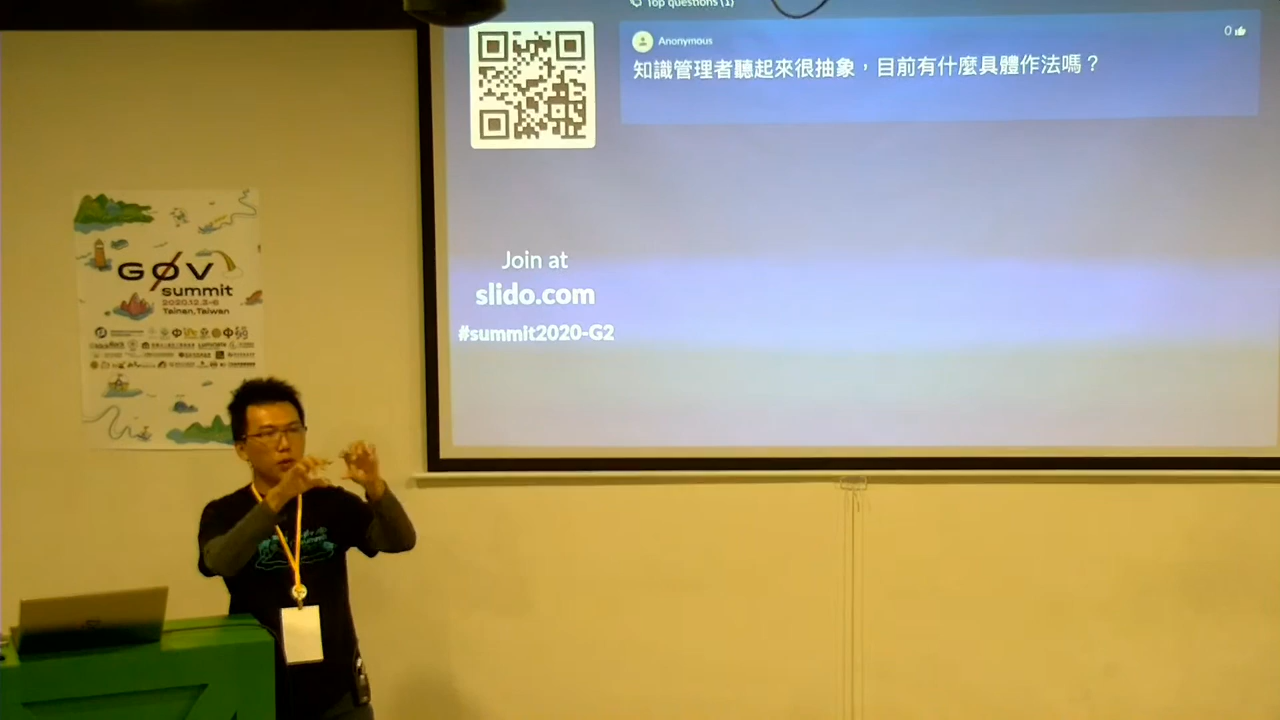 Top questions (1)
Anonymous
0
知識管理者聽起來很抽象，目前有什麼具體作法嗎？
Join at
slido.com
#summit2020-G2
GØV
summit
2020.12.3-6
Tainan, Taiwan